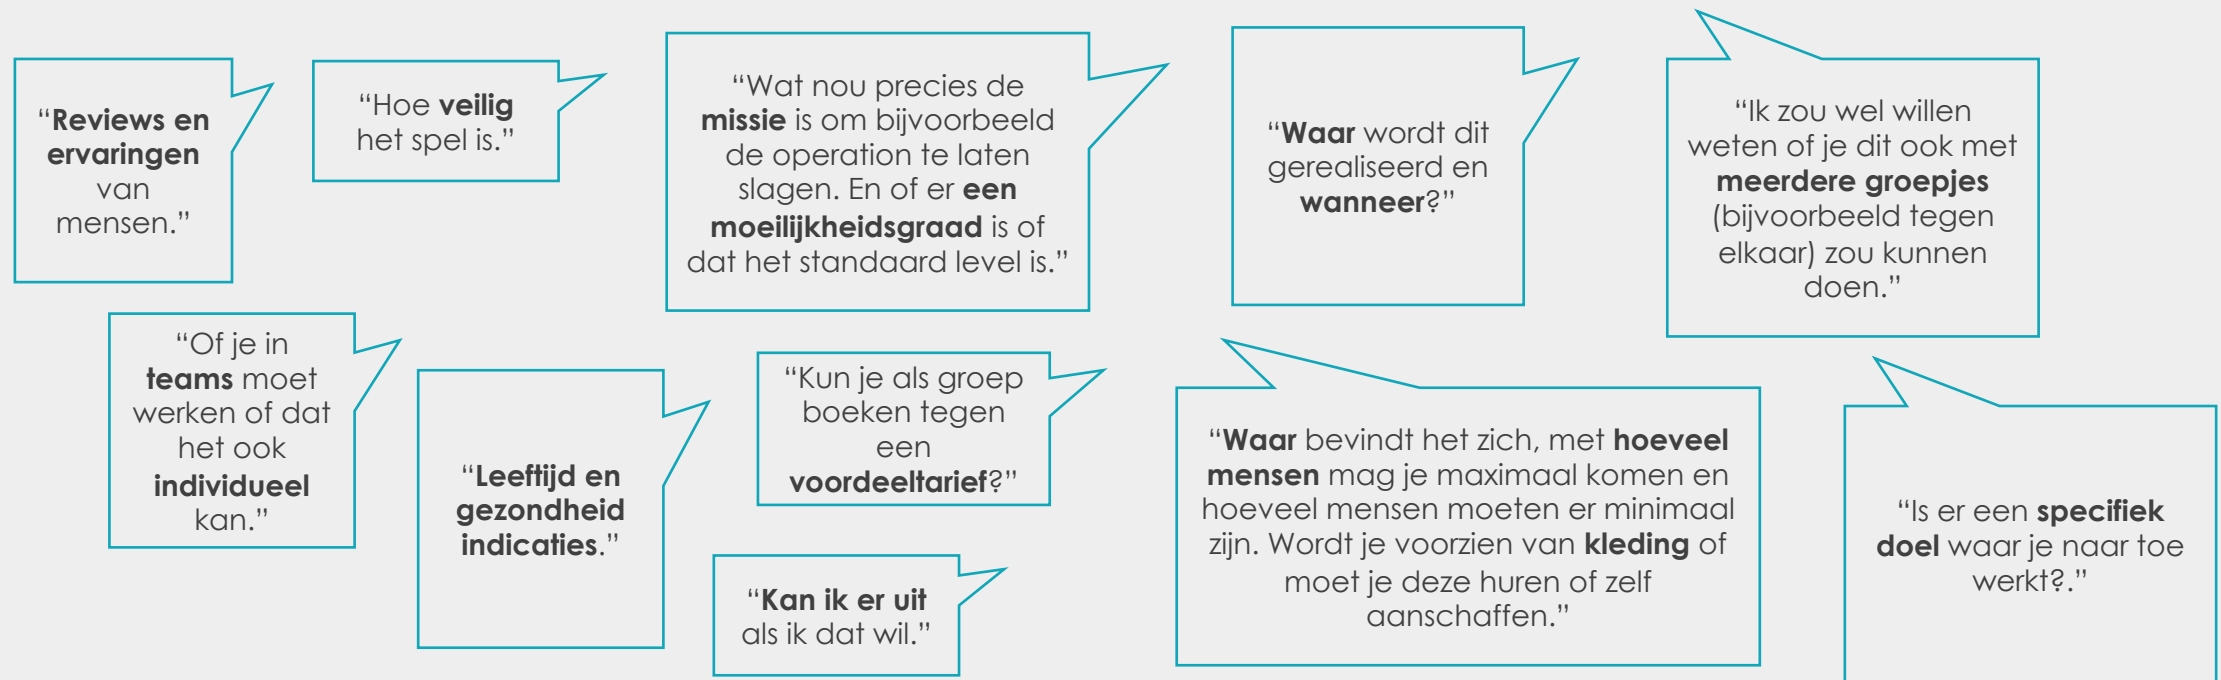 “Reviews en
ervaringen
van
mensen.”
“Hoe veilig
het spel is.”
“Wat nou precies de
missie is om bijvoorbeeld
de operation te laten
slagen. En of er een
moeilijkheidsgraad is of
dat het standaard level is.”
“Waar wordt dit
gerealiseerd en
wanneer?”
“Ik zou wel willen
weten of je dit ook met
meerdere groepjes
(bijvoorbeeld tegen
elkaar) zou kunnen
doen.”
“Of je in
teams moet
werken of dat
het ook
individueel
kan.”
“Leeftijd en
gezondheid
indicaties.”
“Kun je als groep
boeken tegen
een
voordeeltarief?”
“Kan ik er uit
als ik dat wil.”
“Waar bevindt het zich, met hoeveel
mensen mag je maximaal komen en
hoeveel mensen moeten er minimaal
zijn. Wordt je voorzien van kleding of
moet je deze huren of zelf
aanschaffen.”
“Is er een specifiek
doel waar je naar toe
werkt?.”